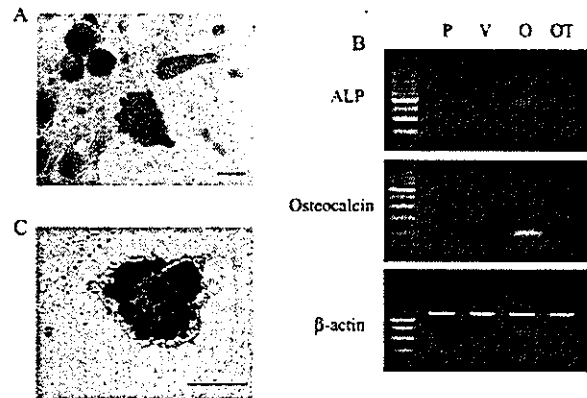 A
B
P V O OT
ALP
Osteocalcin
C
β-actin